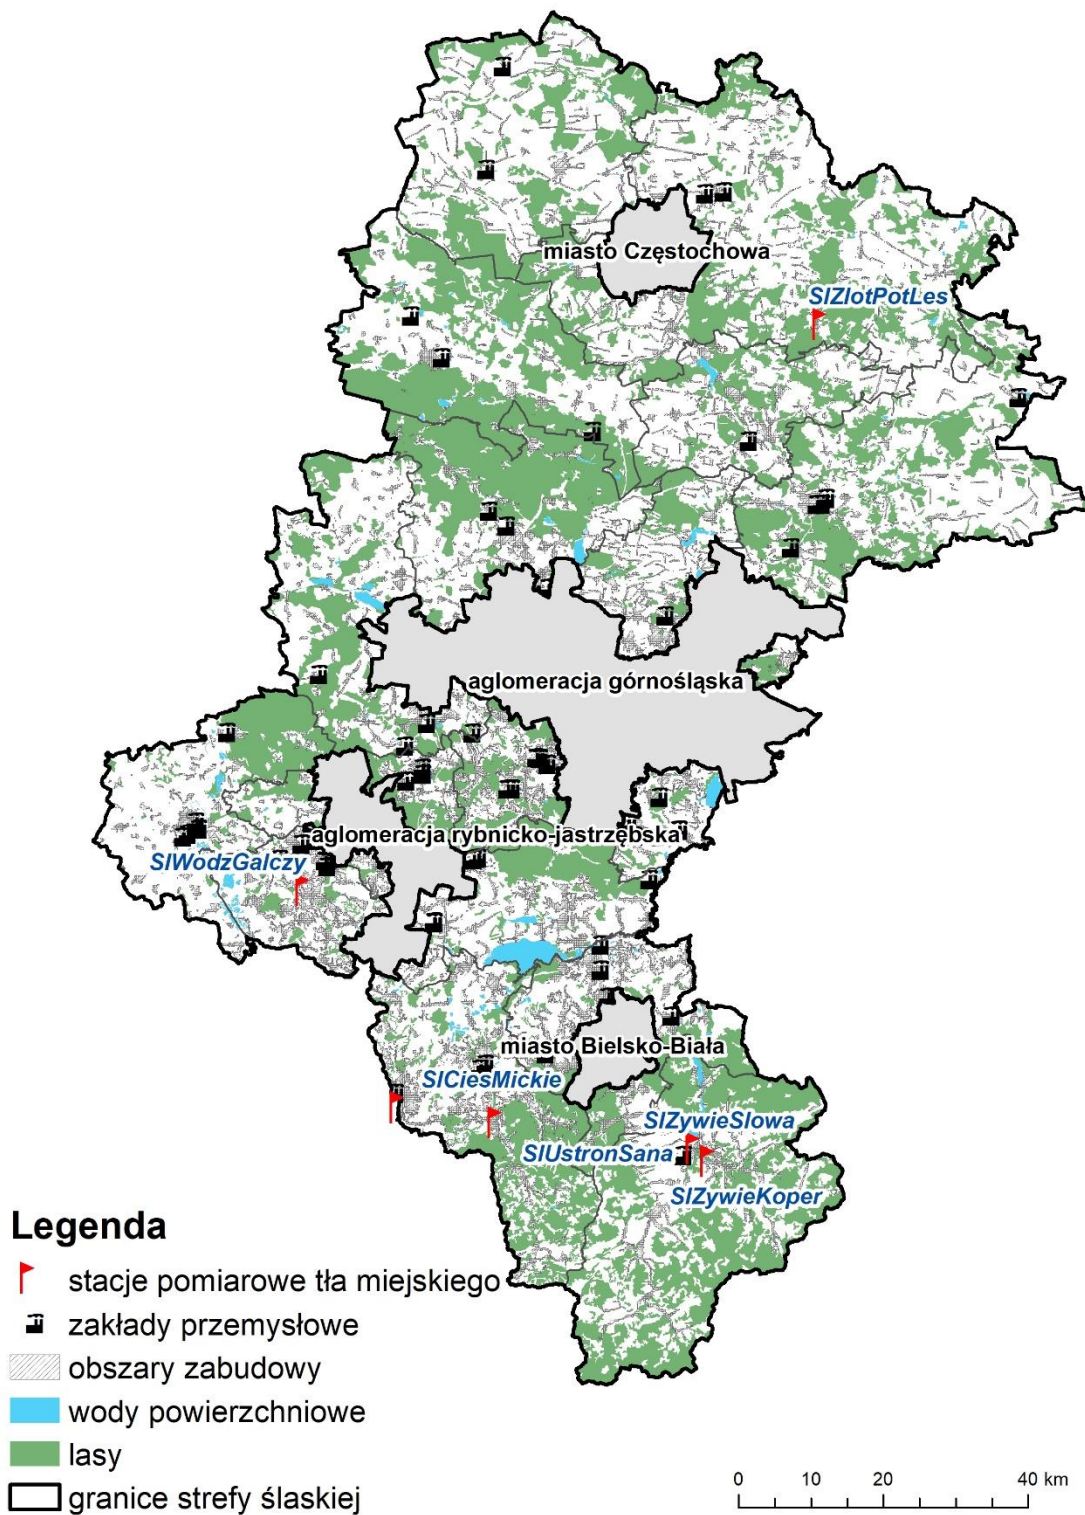 miasto Częstochowa
SlZlotPotLes
aglomeracja górnośląska
aglomeracja rybnicko-jastrzębska
SlWodzGalczy
miasto Bielsko-Biała
SlCiesMickie
SlZywieSlowa
SlUstronSana
SlZywieKoper
Legenda
stacje pomiarowe tła miejskiego
zakłady przemysłowe
obszary zabudowy
wody powierzchniowe
lasy
granice strefy ślaskiej
0 10 20 40 km